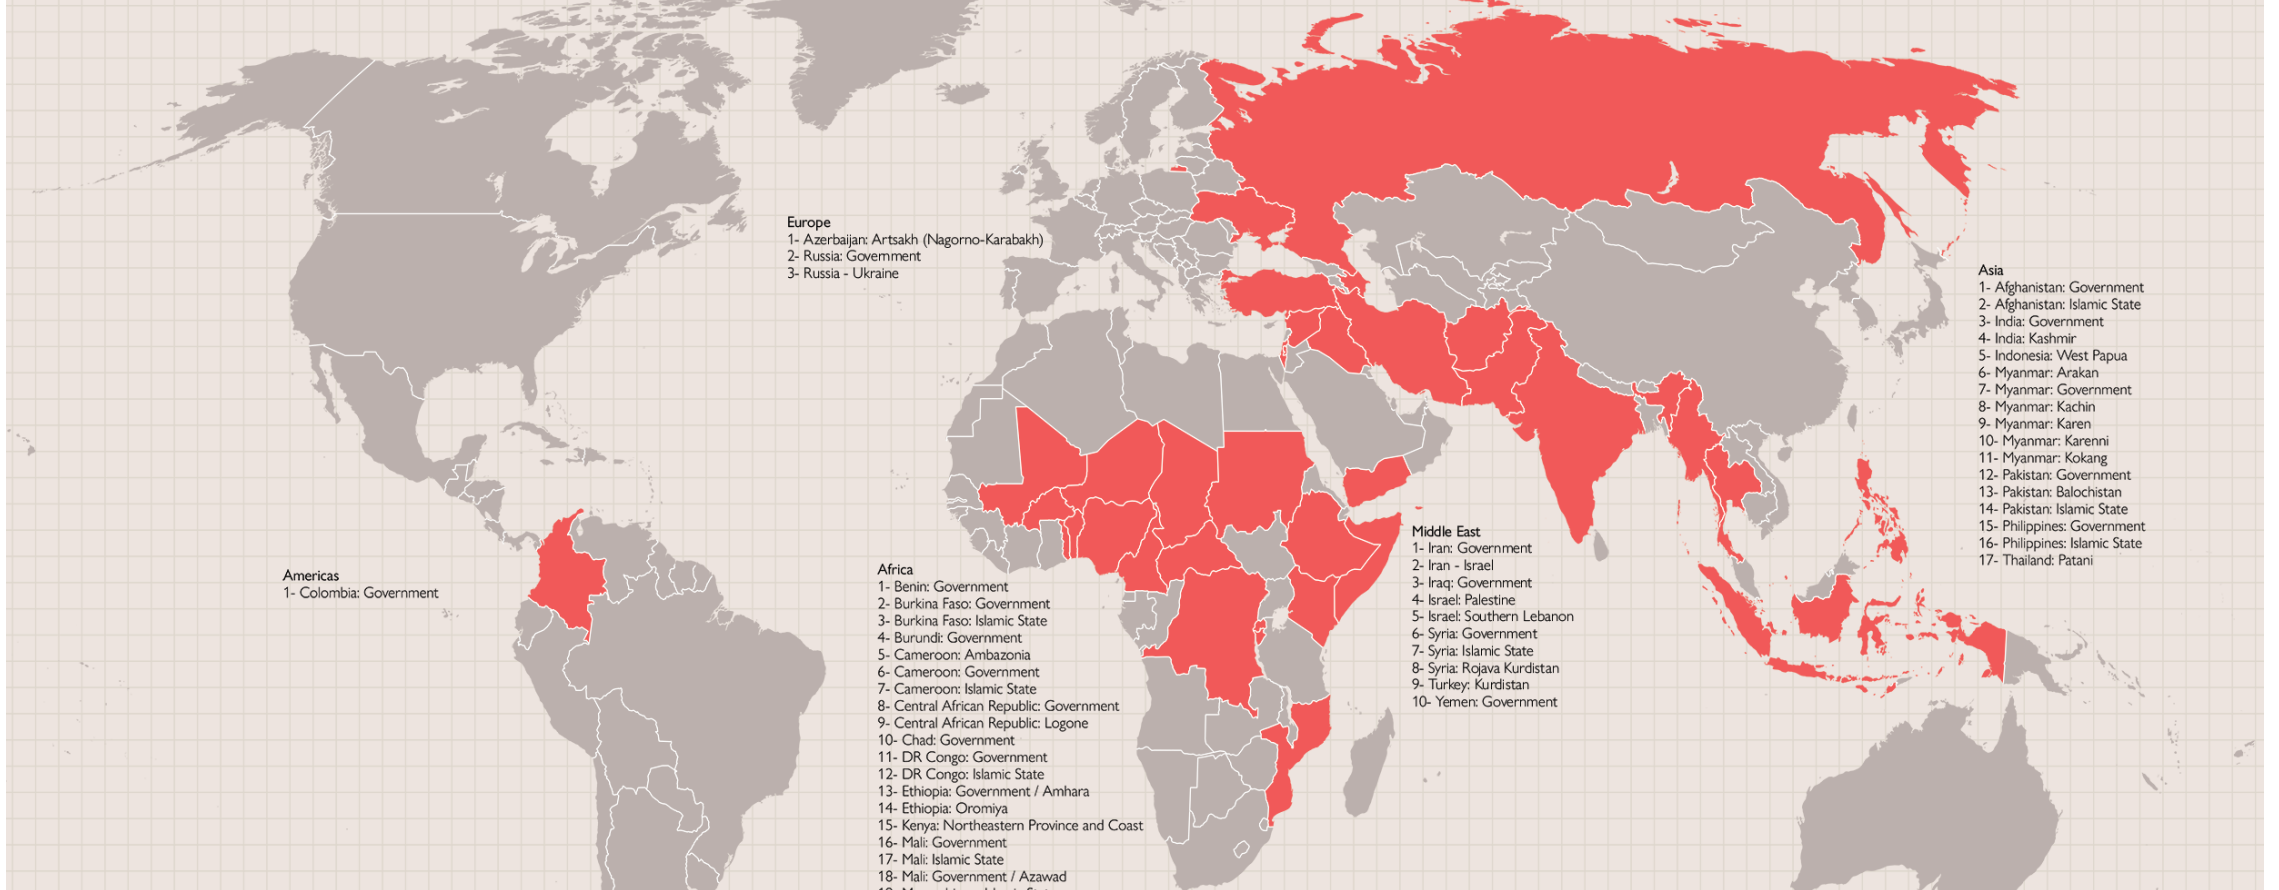 Europe
1- Azerbaijan: Artsakh (Nagorno-Karabakh)
2- Russia: Government
3- Russia - Ukraine
Asia
1- Afghanistan: Government
2- Afghanistan: Islamic State
3- India: Government
4- India: Kashmir
5- Indonesia: West Papua
6- Myanmar: Arakan
7- Myanmar: Government
8- Myanmar: Kachin
9- Myanmar: Karen
10- Myanmar: Karenni
11- Myanmar: Kokang
12- Pakistan: Government
13- Pakistan: Balochistan
14- Pakistan: Islamic State
15- Philippines: Government
16- Philippines: Islamic State
17- Thailand: Patani
Middle East
1- Iran: Government
2- Iran - Israel
3- Iraq: Government
4- Israel: Palestine
5- Israel: Southern Lebanon
6- Syria: Government
7- Syria: Islamic State
8- Syria: Rojava Kurdistan
9- Turkey: Kurdistan
10- Yemen: Government
Americas
1- Colombia: Government
Africa
1- Benin: Government
2- Burkina Faso: Government
3- Burkina Faso: Islamic State
4- Burundi: Government
5- Cameroon: Ambazonia
6- Cameroon: Government
7- Cameroon: Islamic State
8- Central African Republic: Government
9- Central African Republic: Logone
10- Chad: Government
11- DR Congo: Government
12- DR Congo: Islamic State
13- Ethiopia: Government / Amhara
14- Ethiopia: Oromiya
15- Kenya: Northeastern Province and Coast
16- Mali: Government
17- Mali: Islamic State
18- Mali: Government / Azawad